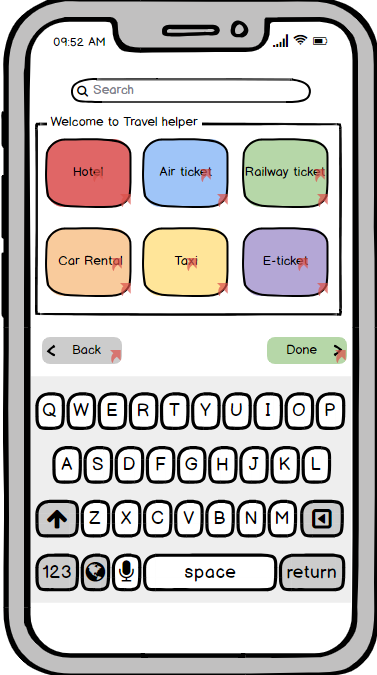 09:52 AM
Search
Welcome to Travel helper
Hotel Air ticket Railway ticket
Car Rental Taxi E-ticket
Back Done
Q W E R T Y U I O P
A S D F G H J K L
Z X C V B N M
123 space return